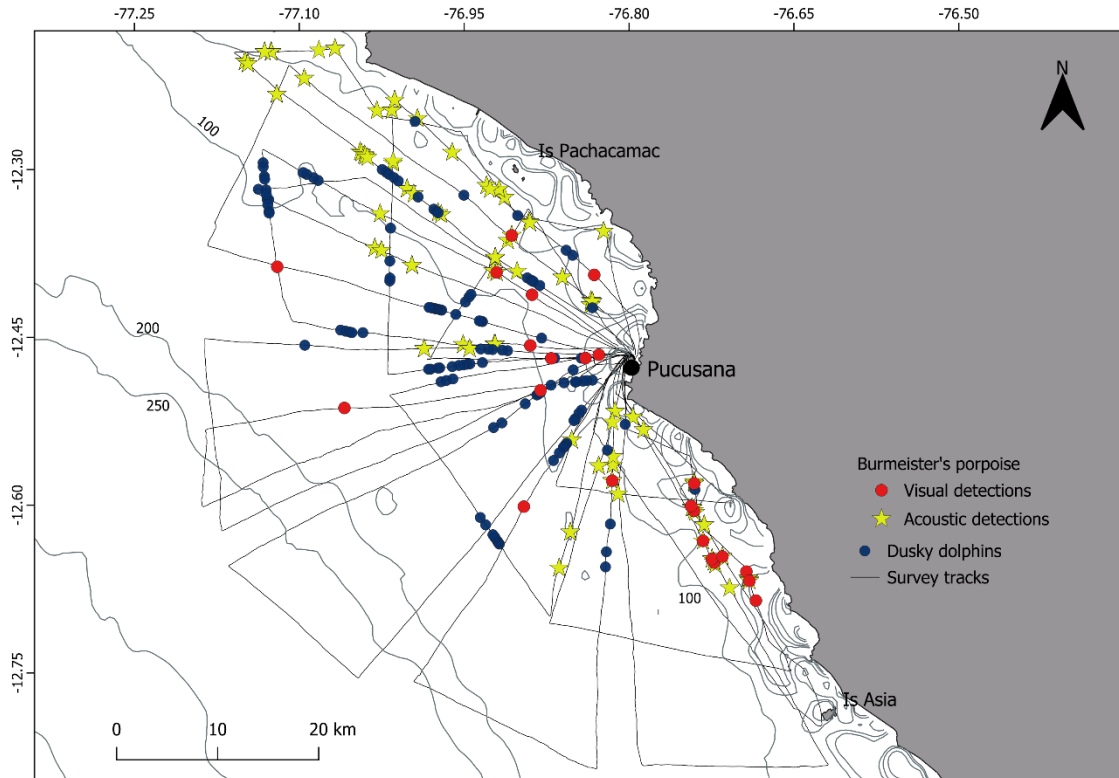 -77.25 -77.10 -76.95 -76.80 -76.65 -76.50
N
100
Is Pachacamac
-12.30
200
-12.45
Pucusana
250
Burmeister's porpoise
Visual detections
Acoustic detections
-12.60
Dusky dolphins
Survey tracks
100
-12.75
Is Asia
0 10 20 km